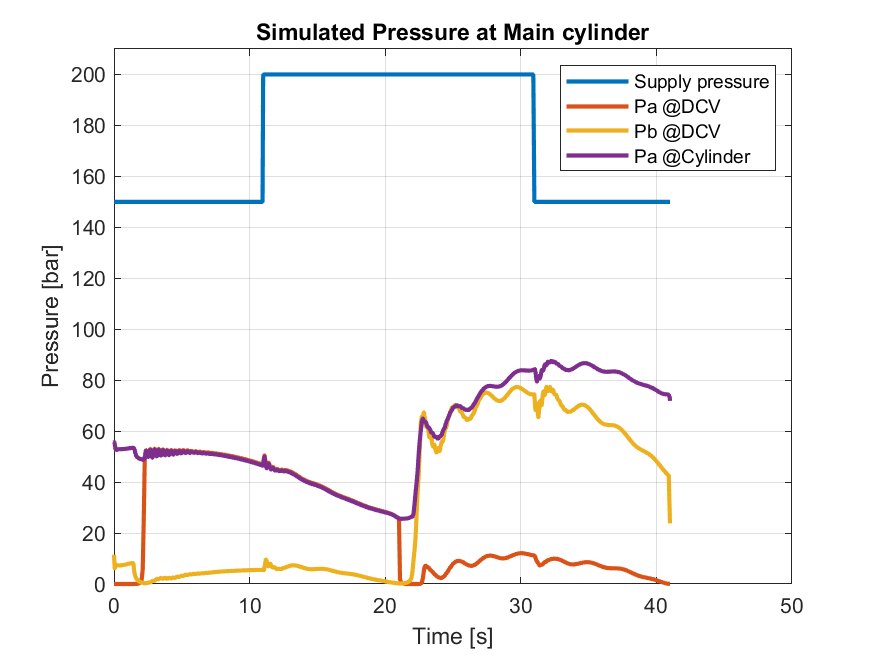 Simulated Pressure at Main cylinder
Supply pressure
Pa @DCV
Pb @DCV
Pa @Cylinder
Pressure [bar]
200
180
160
140
120
100
80
60
40
20
0
0 10 20 30 40 50
Time [s]